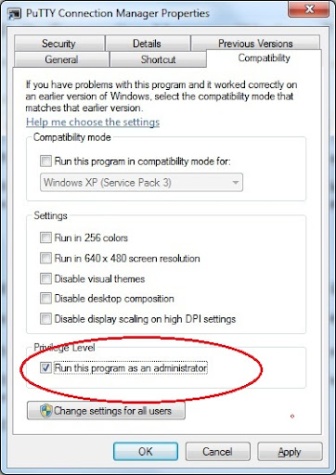 PuTTY Connection Manager Properties
Security Details Previous Versions
General Shortcut Compatibility
If you have problems with this program and it worked correctly on
an earlier version of Windows, select the compatibility mode that
matches that earlier version.
Help me choose the settings
Compatibility mode
Run this program in compatibility mode for:
Windows XP (Service Pack 3)
Settings
Run in 256 colors
Run in 640 x 480 screen resolution
Disable visual themes
Disable desktop composition
Disable display scaling on high DPI settings
Privilege Level
Run this program as an administrator
Change settings for all users
OK Cancel Apply